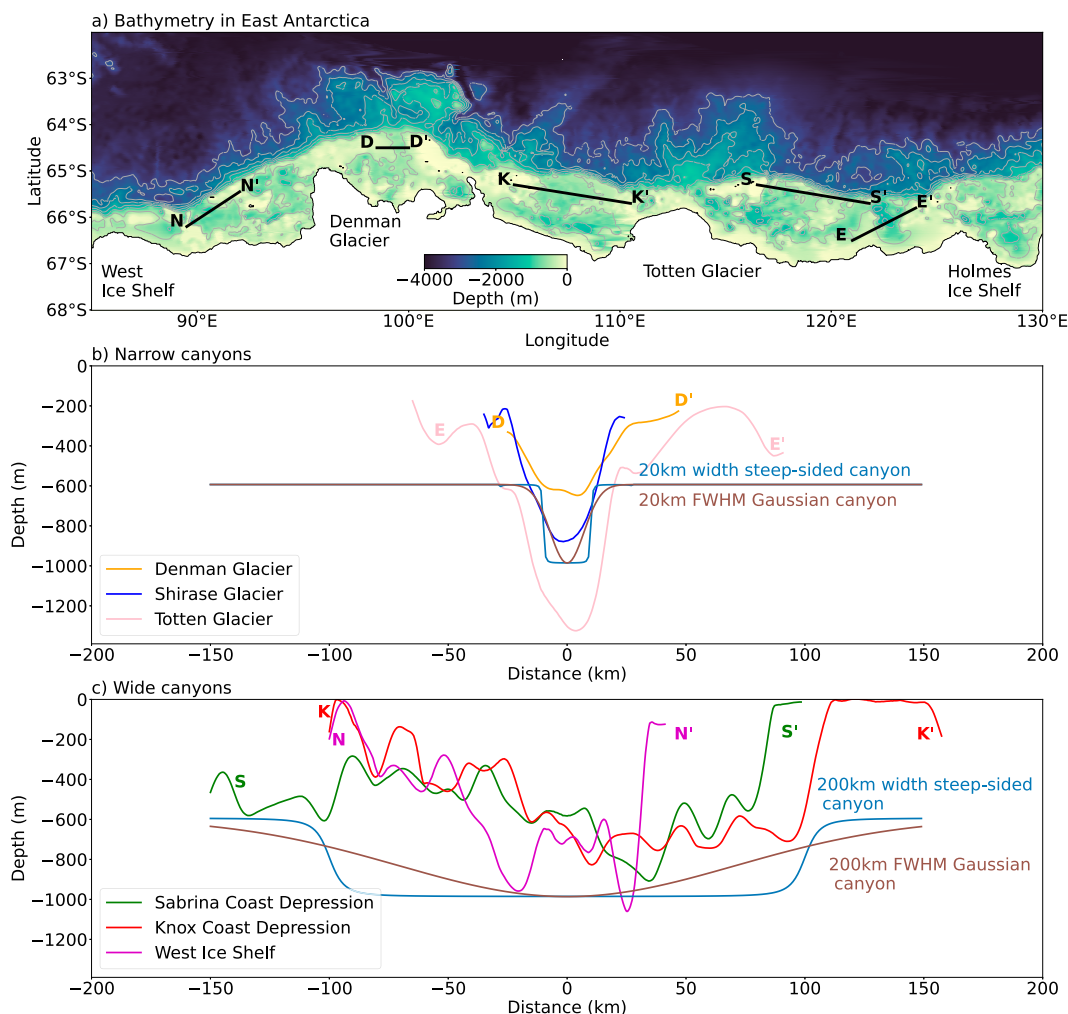 a) Bathymetry in East Antarctica
63°S
64°S
65°S
66°S
67°S
68°S
Latitude
N
N'
D
D'
K
K'
S
S'
E
E'
Denman
Glacier
West
Ice Shelf
Totten Glacier
Holmes
Ice Shelf
−4000 −2000 0
Depth (m)
90°E 100°E 110°E 120°E 130°E
Longitude
b) Narrow canyons
0
−200
−400
−600
−800
−1000
−1200
Depth (m)
D
D'
E
E'
20km width steep-sided canyon
20km FWHM Gaussian canyon
Denman Glacier
Shirase Glacier
Totten Glacier
−200 −150 −100 −50 0 50 100 150 200
Distance (km)
c) Wide canyons
0
−200
−400
−600
−800
−1000
−1200
Depth (m)
K
N
S
N'
S'
K'
200km width steep-sided
canyon
200km FWHM Gaussian
canyon
Sabrina Coast Depression
Knox Coast Depression
West Ice Shelf
−200 −150 −100 −50 0 50 100 150 200
Distance (km)